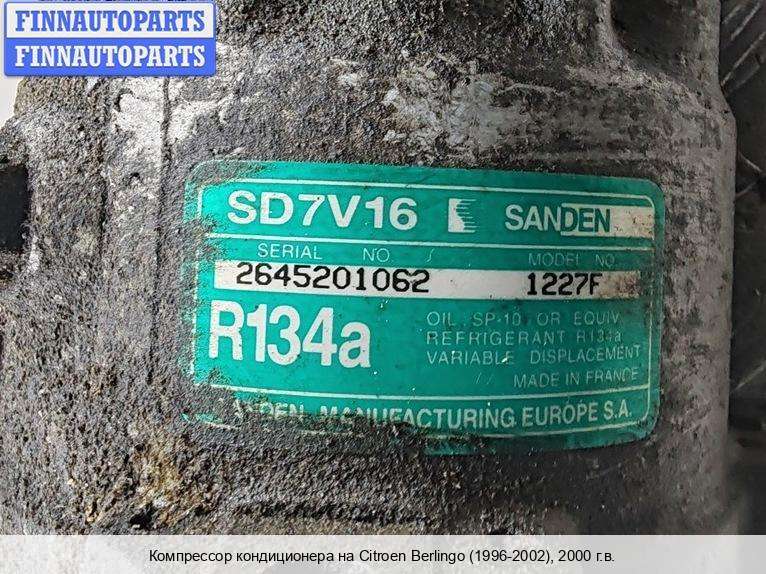 FINNAUTOPARTS
FINNAUTOPARTS
SD7V16 SANDEN
SERIAL NO. MODEL NO.
2645201062 1227F
R134a
OIL SP-10 OR EQUIV.
REFRIGERANT R134a
VARIABLE DISPLACEMENT
MADE IN FRANCE
MANUFACTURING EUROPE S.A.
Компрессор кондиционера на Citroen Berlingo (1996-2002), 2000 г.в.